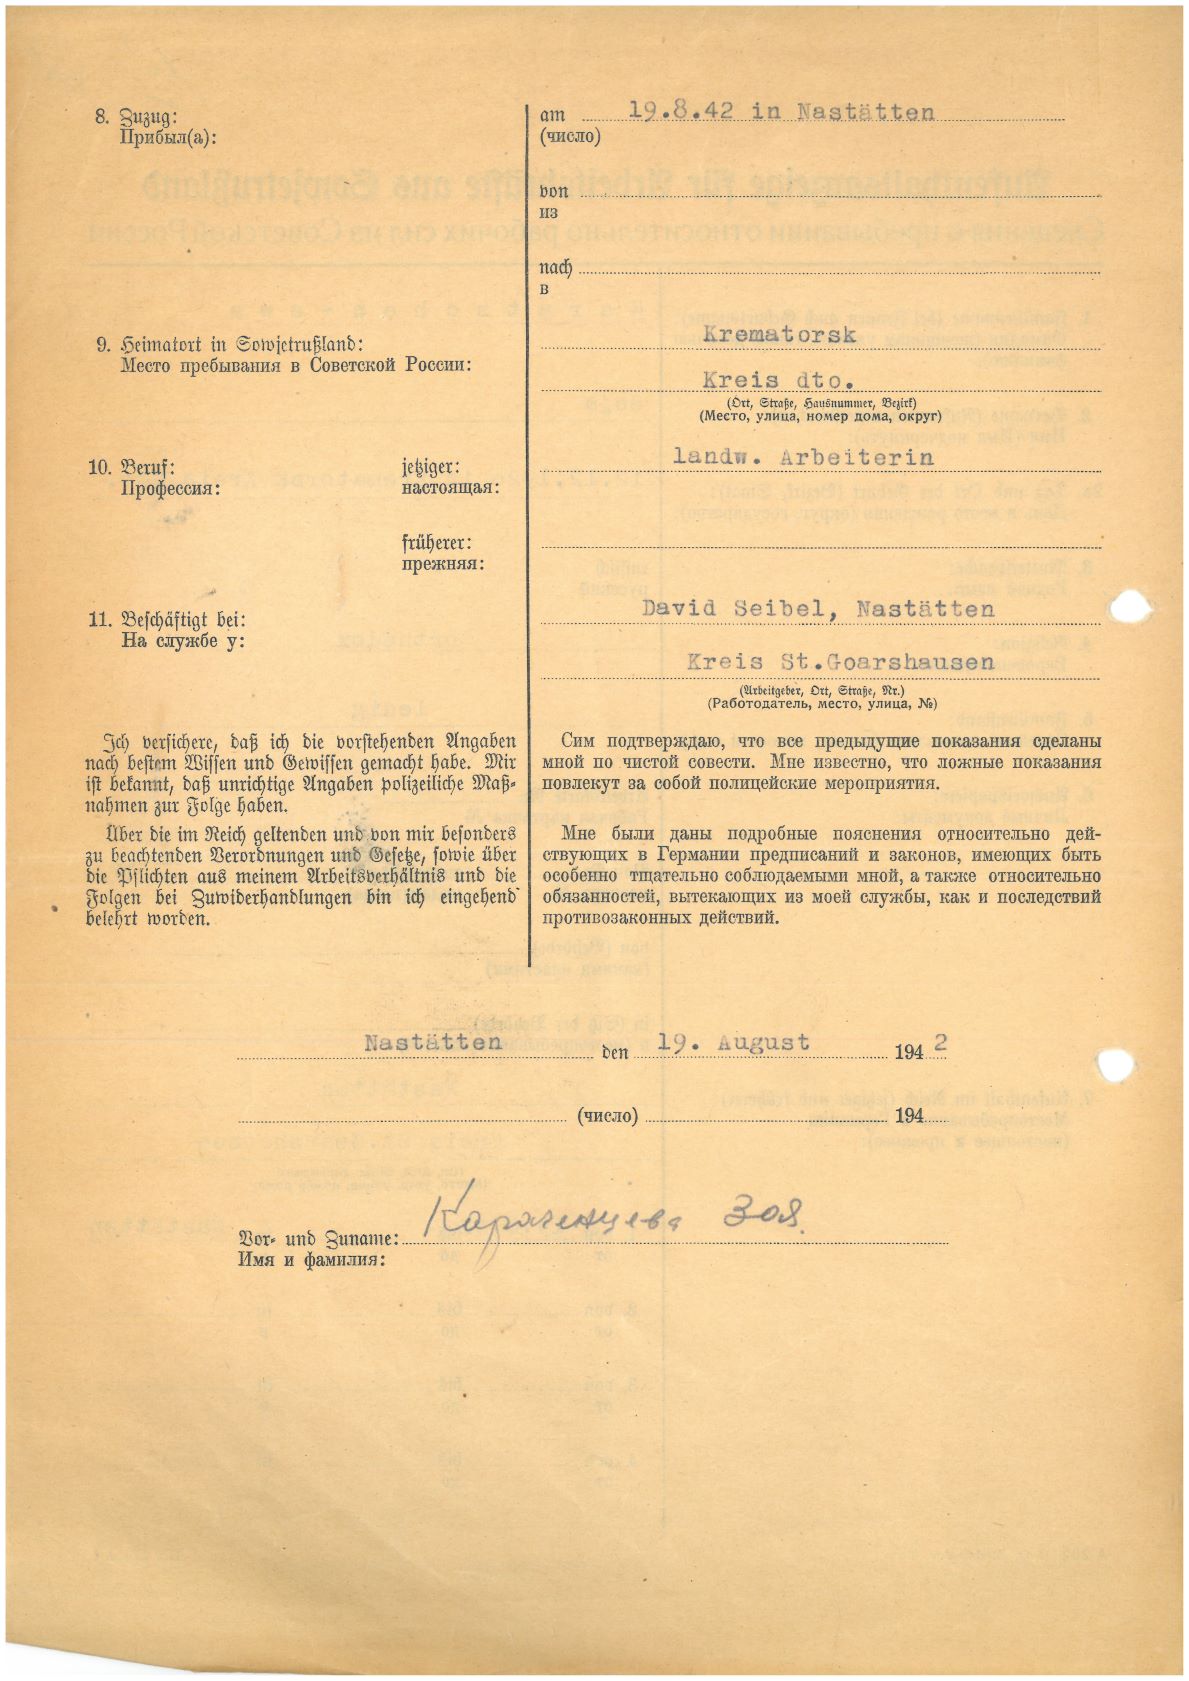 8. Zuzug: am 19.8.42 in Nastätten
Прибыл(а): (число)
von
из
nach
в
9. Heimatort in Sowjetrußland: Krematorsk
Место пребывания в Советской России:
Kreis dto.
(Ort, Straße, Hausnummer, Bezirk)
(Место, улица, номер дома, округ)
10. Beruf: jetziger: landw. Arbeiterin
Профессия: настоящая:
früherer:
прежняя:
11. Beschäftigt bei: David Seibel, Nastätten
На службе у:
Kreis St.Goarshausen
(Arbeitgeber, Ort, Straße, Nr.)
(Работодатель, место, улица, №)
Ich versichere, daß ich die vorstehenden Angaben
nach bestem Wissen und Gewissen gemacht habe. Mir
ist bekannt, daß unrichtige Angaben polizeiliche Maß-
nahmen zur Folge haben.
Über die im Reich geltenden und von mir besonders
zu beachtenden Verordnungen und Gesetze, sowie über
die Pflichten aus meinem Arbeitsverhältnis und die
Folgen bei Zuwiderhandlungen bin ich eingehend
belehrt worden.
Сим подтверждаю, что все предыдущие показания сделаны
мной по чистой совести. Мне известно, что ложные показания
повлекут за собой полицейские мероприятия.
Мне были даны подробные пояснения относительно дей-
ствующих в Германии предписаний и законов, имеющих быть
особенно тщательно соблюдаемыми мной, а также относительно
обязанностей, вытекающих из моей службы, как и последствий
противозаконных действий.
Nastätten den 19. August 194 2
(число) 194
Vor- und Zuname: Караченцева Зоя.
Имя и фамилия: